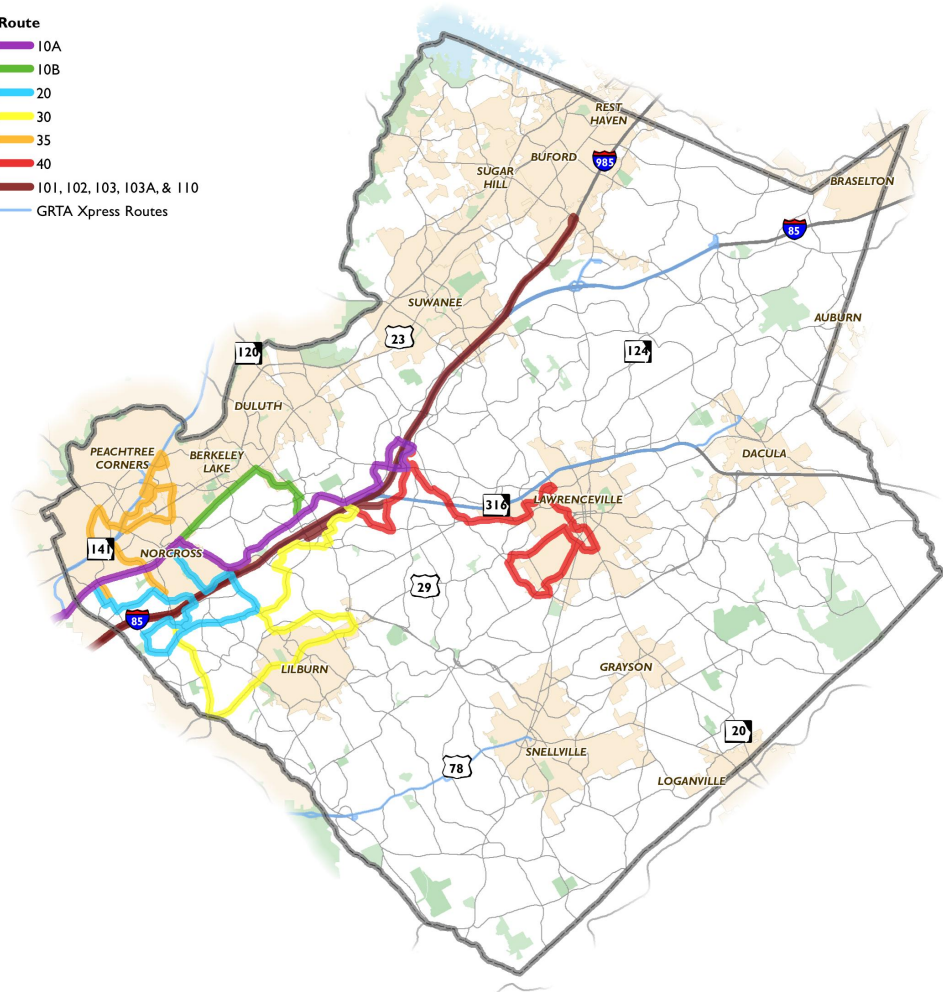 Route
10A
10B
20
30
35
40
101, 102, 103, 103A, & 110
GRTA Xpress Routes
REST
HAVEN
BUFORD
985
SUGAR
HILL
BRASELTON
85
SUWANEE
AUBURN
23
120
124
DULUTH
PEACHTREE
CORNERS
BERKELEY
LAKE
DACULA
316
LAWRENCEVILLE
141
NORCROSS
29
85
LILBURN
GRAYSON
20
SNELLVILLE
78
LOGANVILLE